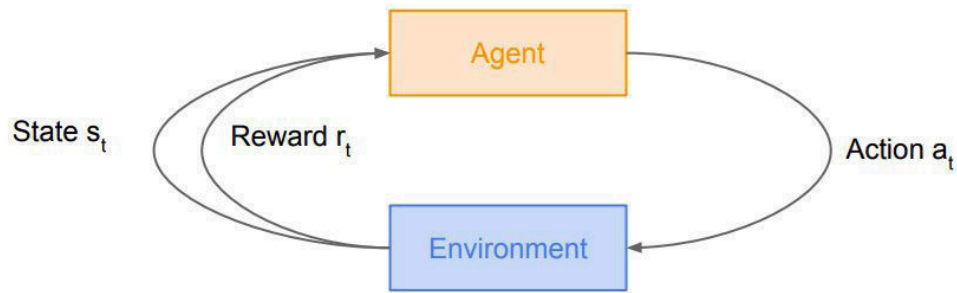 Agent
State s_t
Reward r_t
Action a_t
Environment